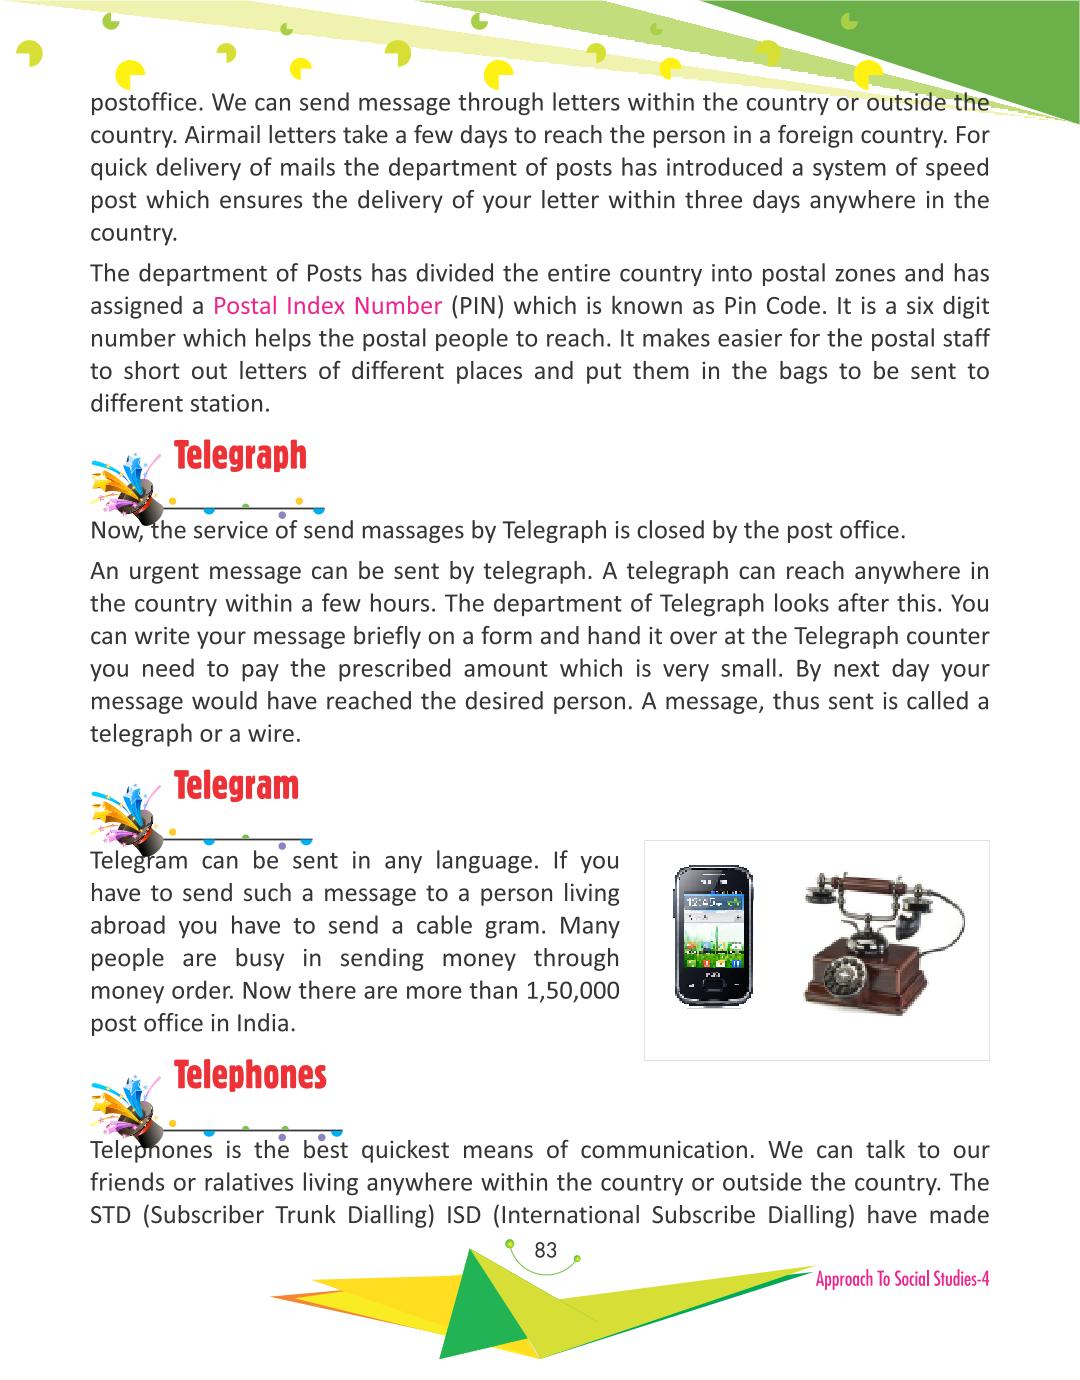 postoffice. We can send message through letters within the country or outside the
country. Airmail letters take a few days to reach the person in a foreign country. For
quick delivery of mails the department of posts has introduced a system of speed
post which ensures the delivery of your letter within three days anywhere in the
country.
The department of Posts has divided the entire country into postal zones and has
assigned a Postal Index Number (PIN) which is known as Pin Code. It is a six digit
number which helps the postal people to reach. It makes easier for the postal staff
to short out letters of different places and put them in the bags to be sent to
different station.
Telegraph
Now, the service of send massages by Telegraph is closed by the post office.
An urgent message can be sent by telegraph. A telegraph can reach anywhere in
the country within a few hours. The department of Telegraph looks after this. You
can write your message briefly on a form and hand it over at the Telegraph counter
you need to pay the prescribed amount which is very small. By next day your
message would have reached the desired person. A message, thus sent is called a
telegraph or a wire.
Telegram
Telegram can be sent in any language. If you
have to send such a message to a person living
abroad you have to send a cable gram. Many
people are busy in sending money through
money order. Now there are more than 1,50,000
post office in India.
12:45
Telephones
Telephones is the best quickest means of communication. We can talk to our
friends or ralatives living anywhere within the country or outside the country. The
STD (Subscriber Trunk Dialling) ISD (International Subscribe Dialling) have made
83
Approach To Social Studies-4